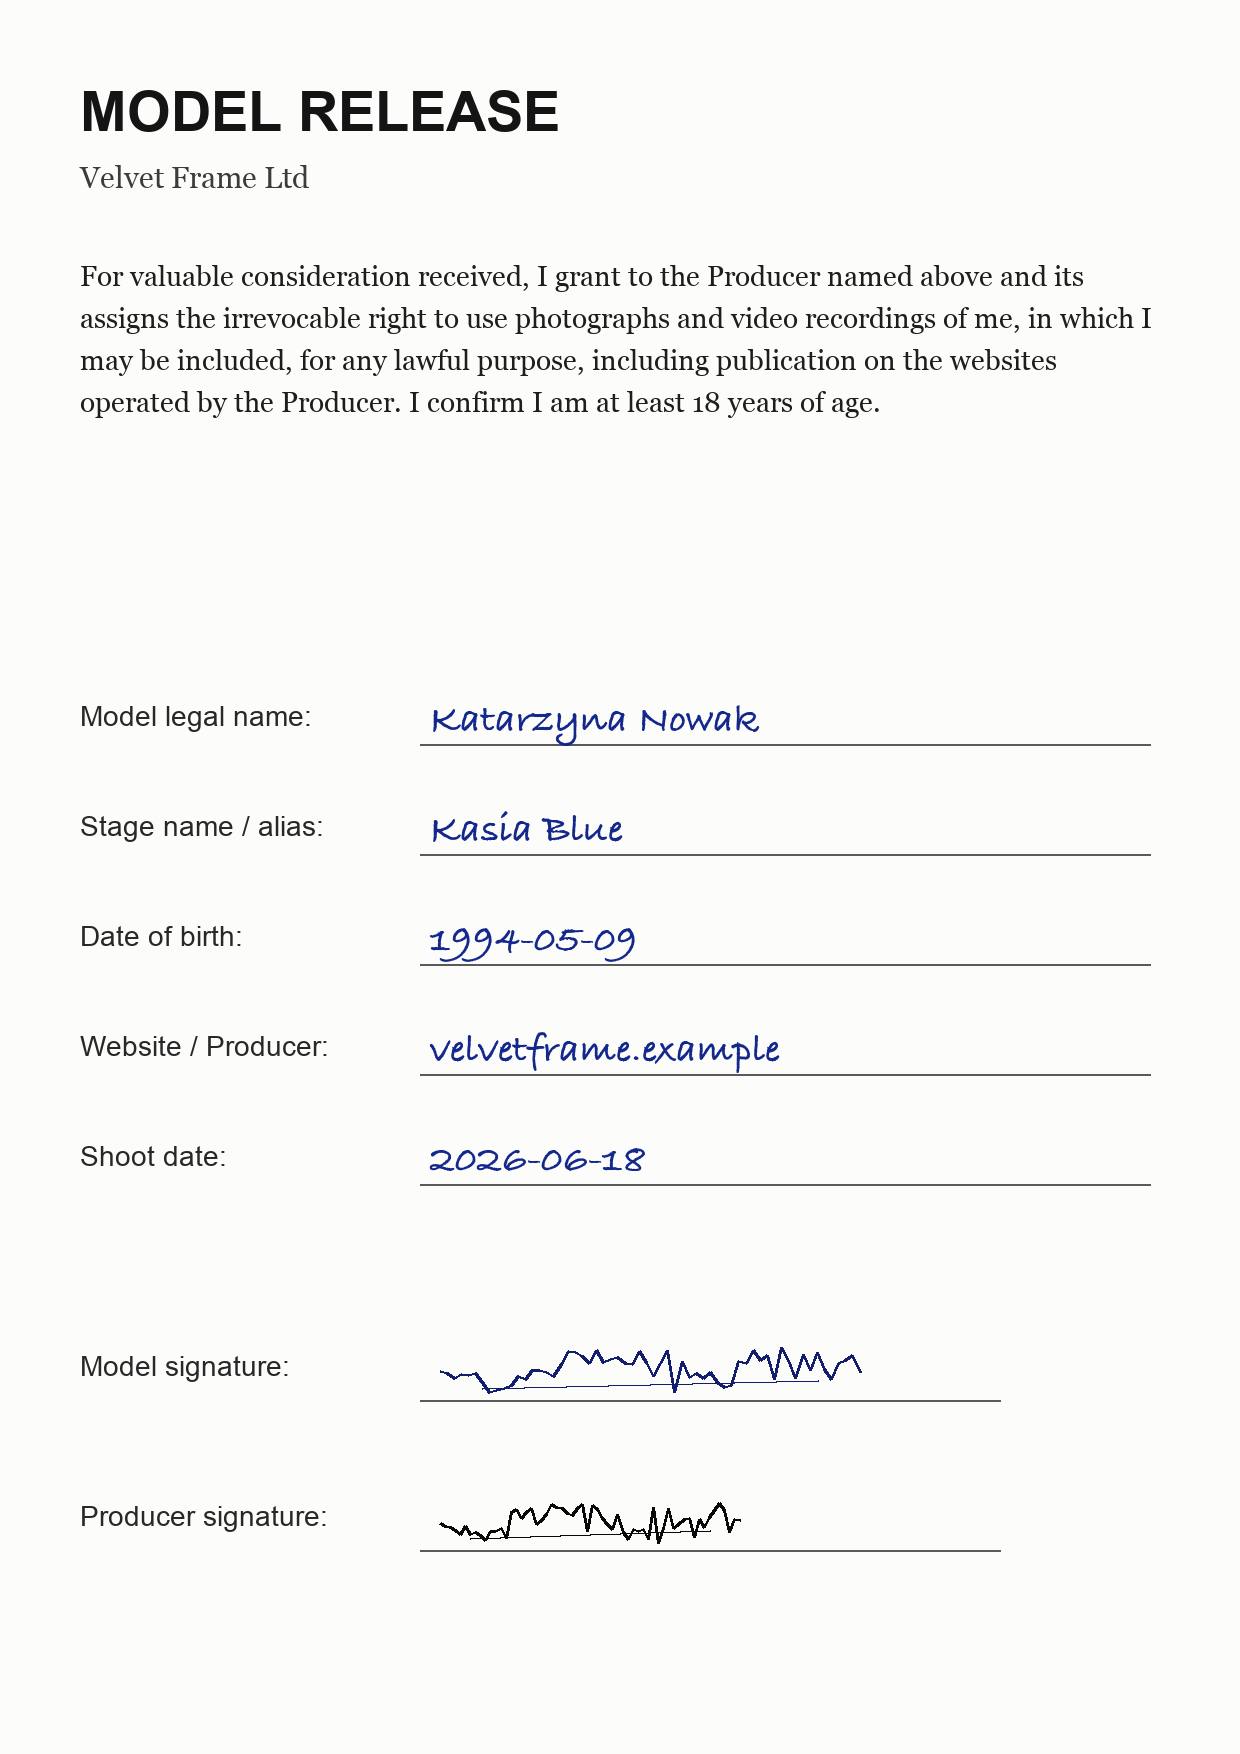 MODEL RELEASE
Velvet Frame Ltd
For valuable consideration received, I grant to the Producer named above and its
assigns the irrevocable right to use photographs and video recordings of me, in which I
may be included, for any lawful purpose, including publication on the websites
operated by the Producer. I confirm I am at least 18 years of age.
Model legal name: Katarzyna Nowak
Stage name / alias: Kasia Blue
Date of birth: 1994-05-09
Website / Producer: velvetframe.example
Shoot date: 2026-06-18
Model signature:
Producer signature: